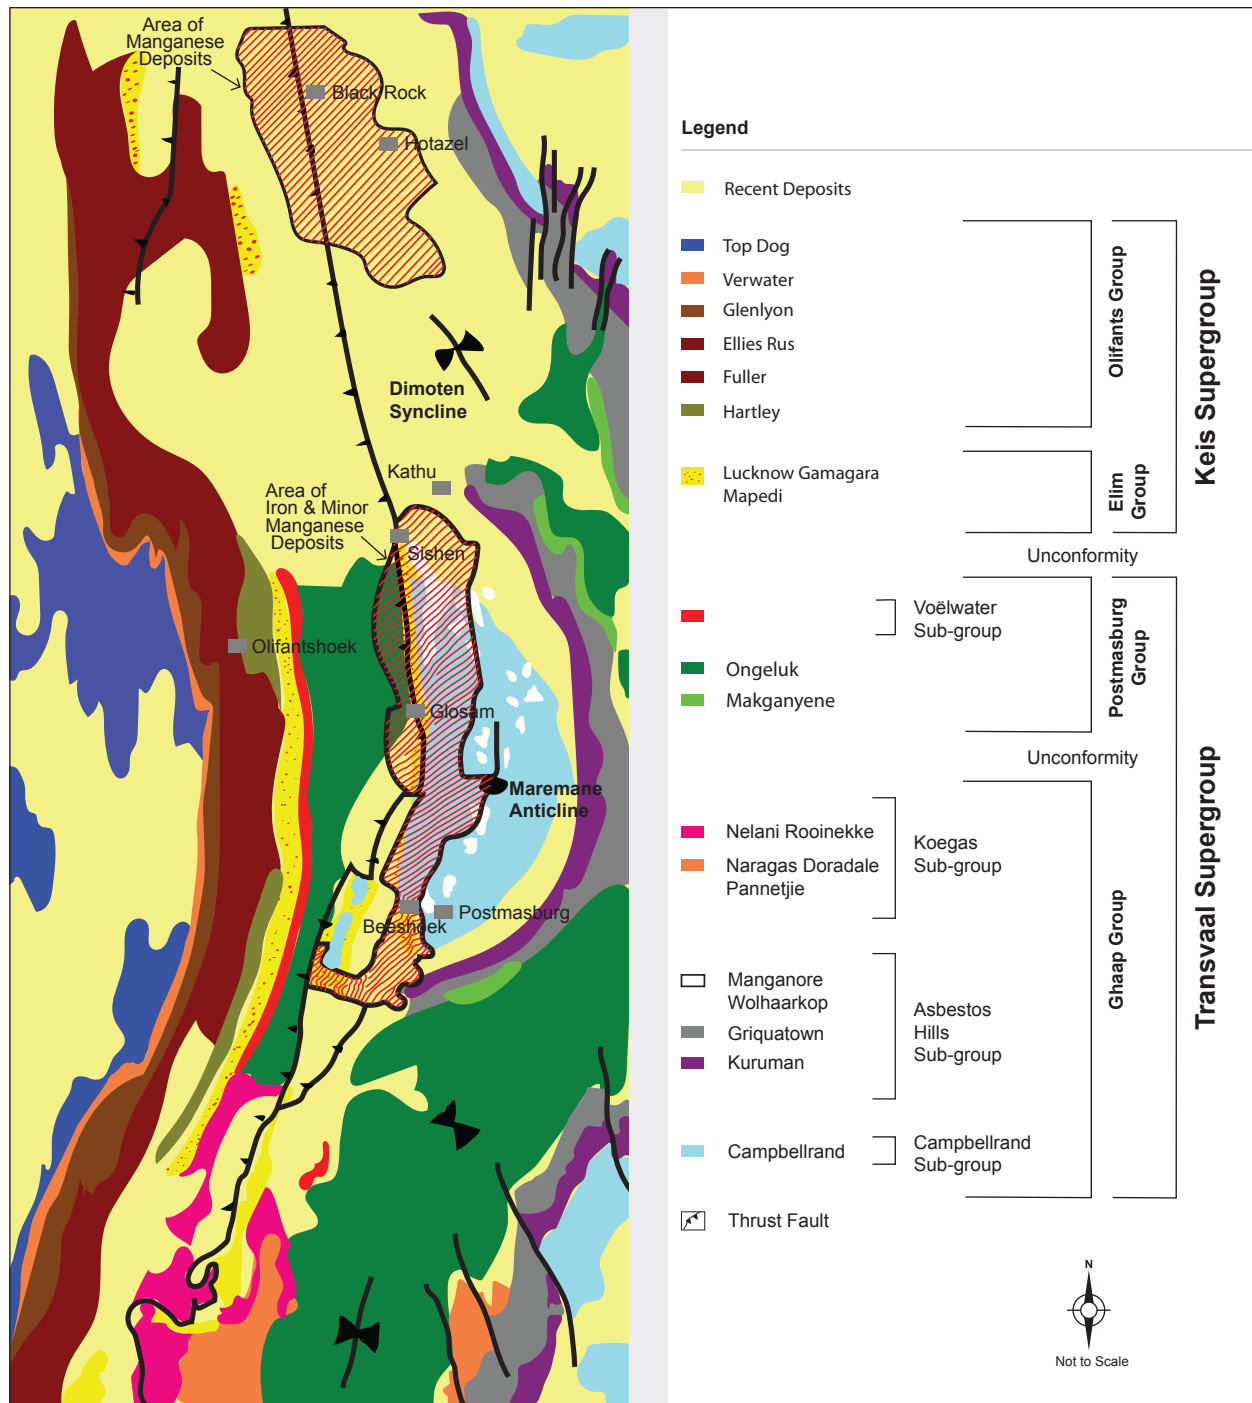 Area of
Manganese
Deposits
Black Rock
Hotazel
Dimoten
Syncline
Kathu
Area of
Iron & Minor
Manganese
Deposits
Sishen
Olifantshoek
Glosam
Maremane
Anticline
Beeshoek
Postmasburg
Legend
Recent Deposits
Top Dog
Verwater
Glenlyon
Ellies Rus
Fuller
Hartley
Olifants Group
Lucknow Gamagara
Mapedi
Elim
Group
Keis Supergroup
Unconformity
Voëlwater
Sub-group
Ongeluk
Makganyene
Postmasburg
Group
Unconformity
Nelani Rooinekke
Naragas Doradale
Pannetjie
Koegas
Sub-group
Manganore
Wolhaarkop
Griquatown
Kuruman
Asbestos
Hills
Sub-group
Campbellrand
Campbellrand
Sub-group
Ghaap Group
Transvaal Supergroup
Thrust Fault
N
Not to Scale